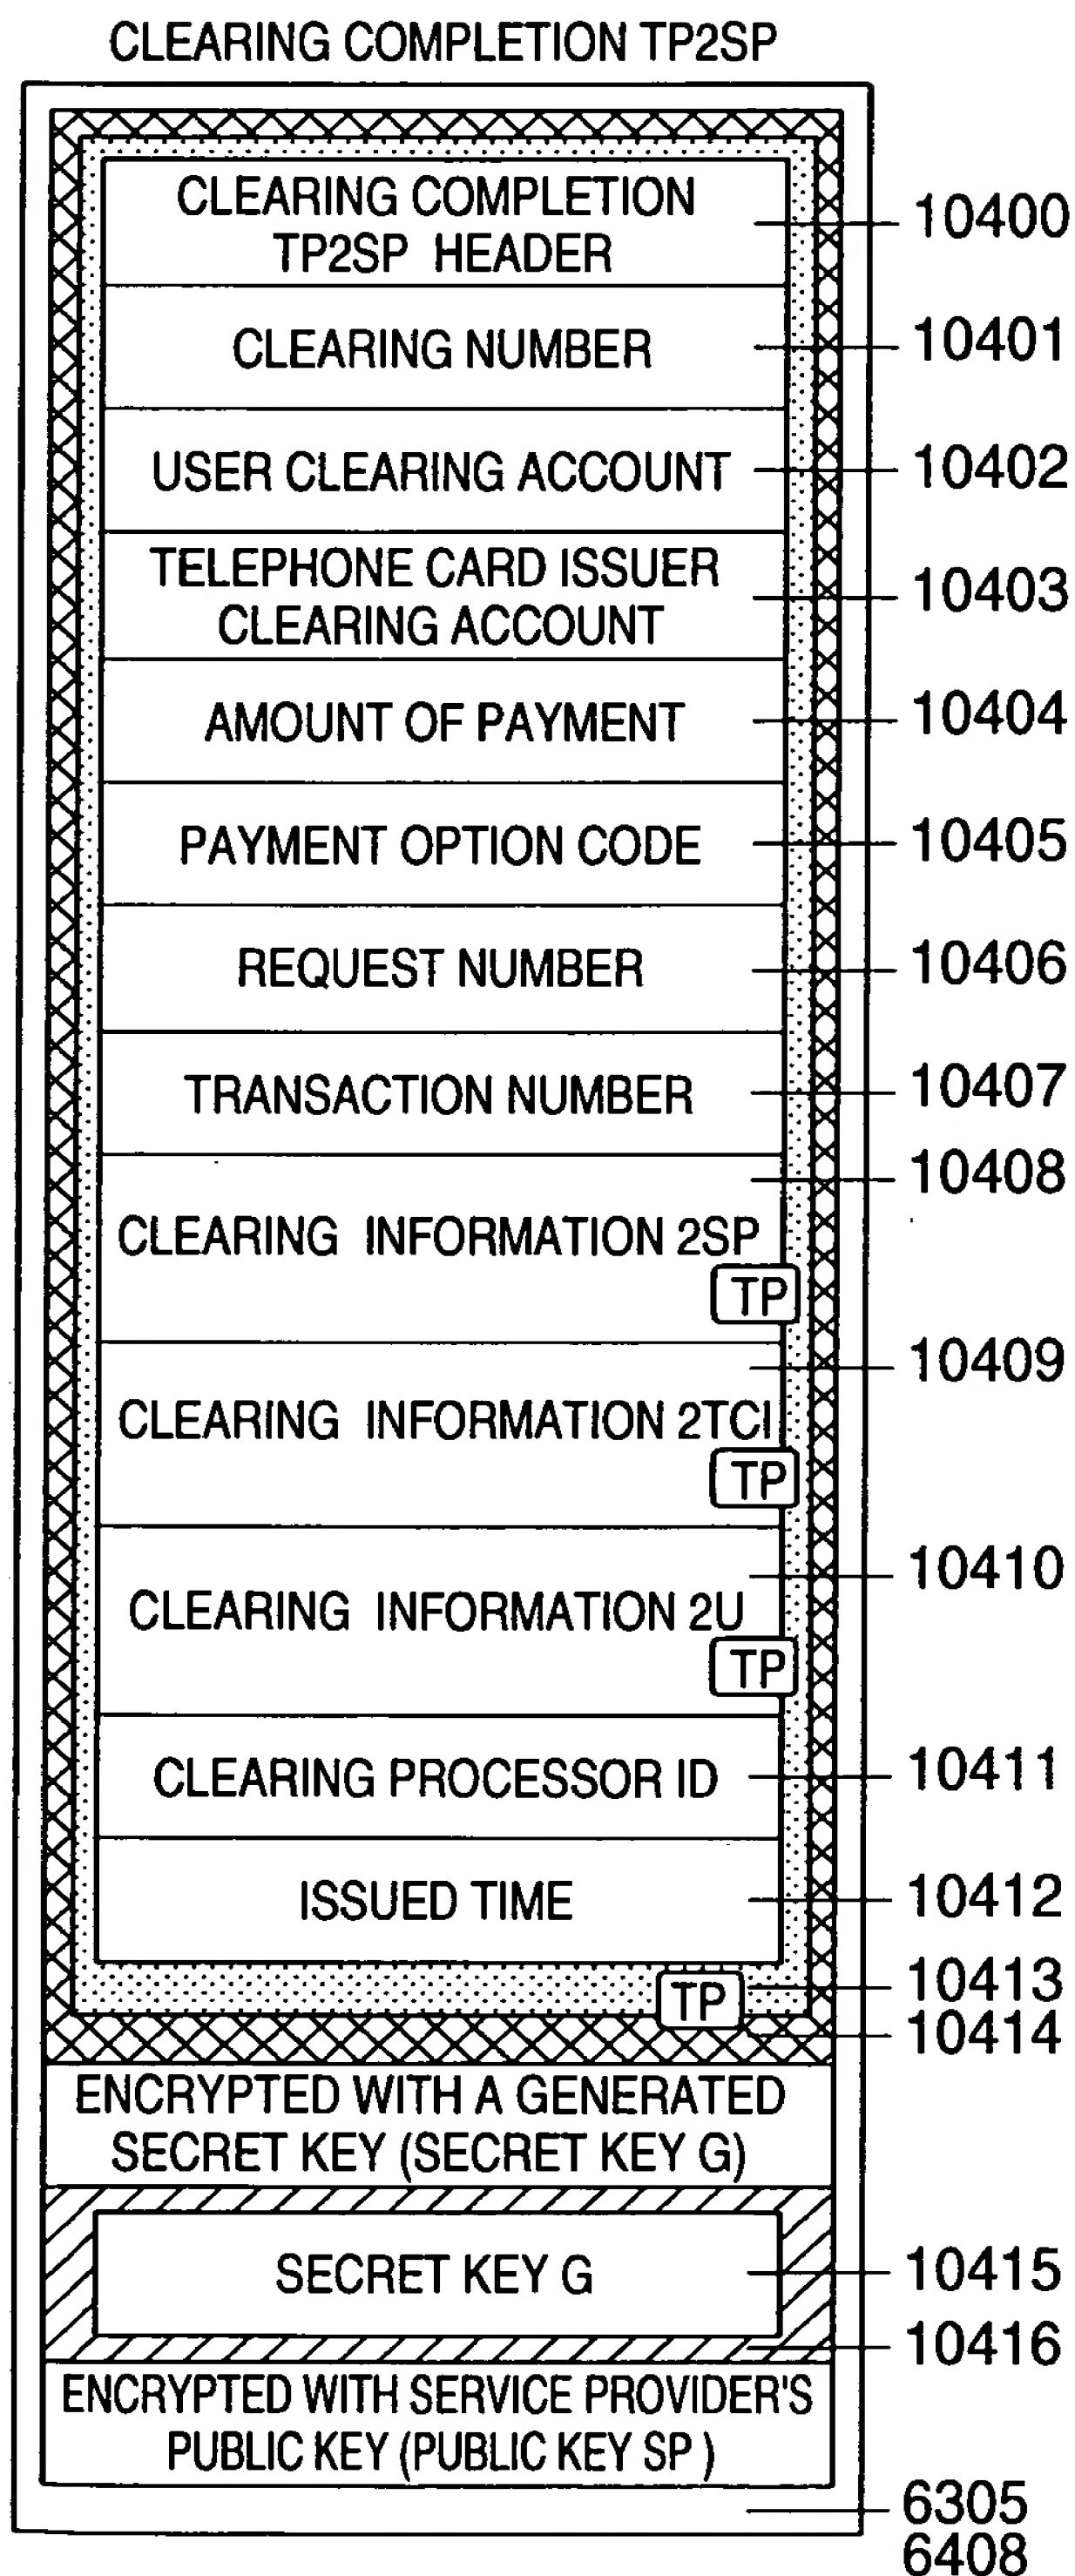 CLEARING COMPLETION TP2SP
CLEARING COMPLETION
TP2SP HEADER
10400
CLEARING NUMBER
10401
USER CLEARING ACCOUNT
10402
TELEPHONE CARD ISSUER
CLEARING ACCOUNT
10403
AMOUNT OF PAYMENT
10404
PAYMENT OPTION CODE
10405
REQUEST NUMBER
10406
TRANSACTION NUMBER
10407
10408
CLEARING INFORMATION 2SP
TP
10409
CLEARING INFORMATION 2TCI
TP
10410
CLEARING INFORMATION 2U
TP
CLEARING PROCESSOR ID
10411
ISSUED TIME
10412
10413
TP
10414
ENCRYPTED WITH A GENERATED
SECRET KEY (SECRET KEY G)
SECRET KEY G
10415
10416
ENCRYPTED WITH SERVICE PROVIDER'S
PUBLIC KEY (PUBLIC KEY SP )
6305
6408